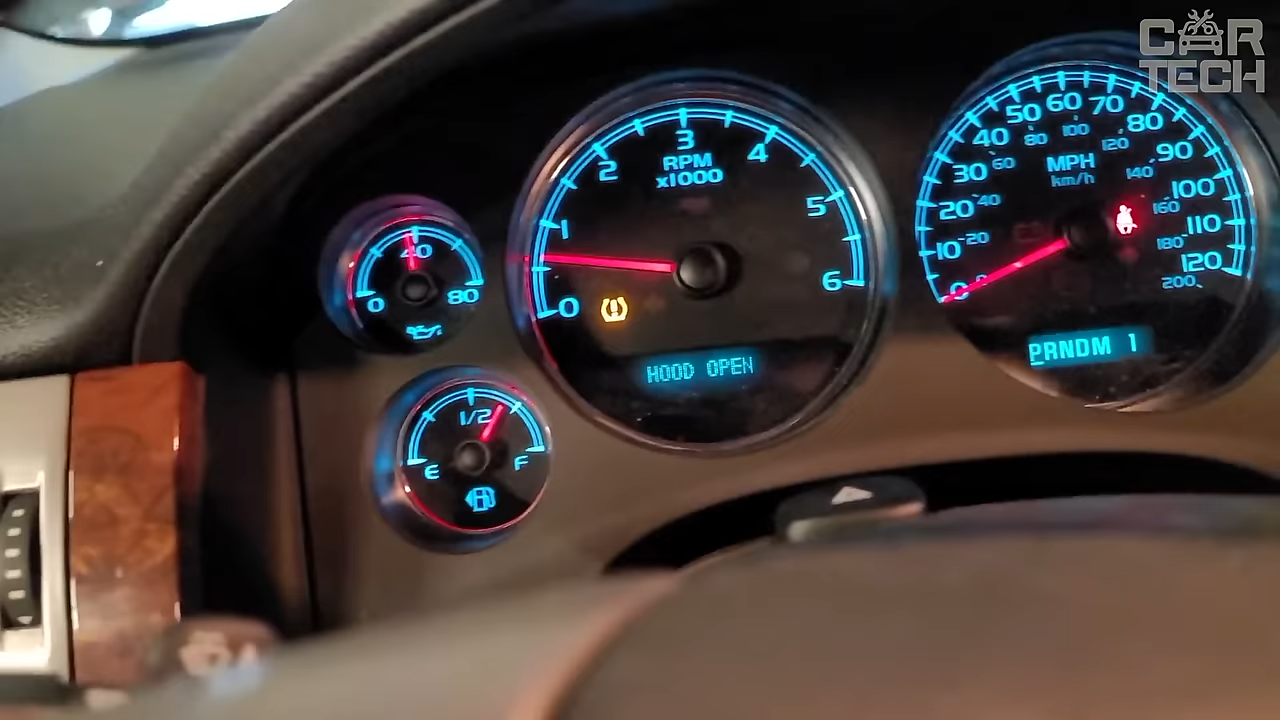 CAR
TECH
0 40 80
E 1/2 F
0 1 2 3 4 5 6
RPM
x1000
HOOD OPEN
0 10 20 30 40 50 60 70 80 90 100 110 120
20 40 60 80 100 120 140 160 180 200
MPH
km/h
PRNDM 1